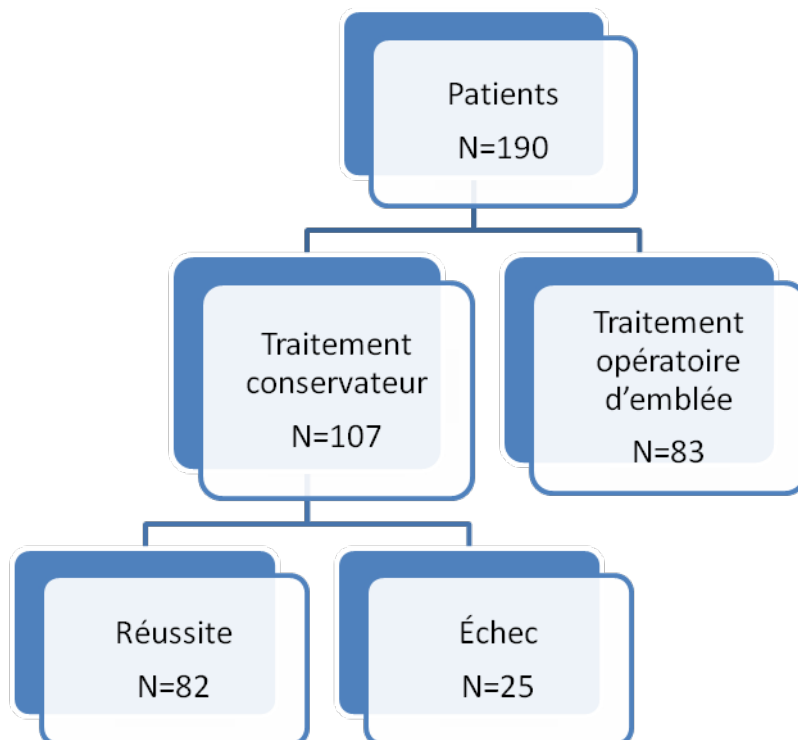 Patients
N=190
Traitement
conservateur
N=107
Traitement
opératoire
d’emblée
N=83
Réussite
N=82
Échec
N=25